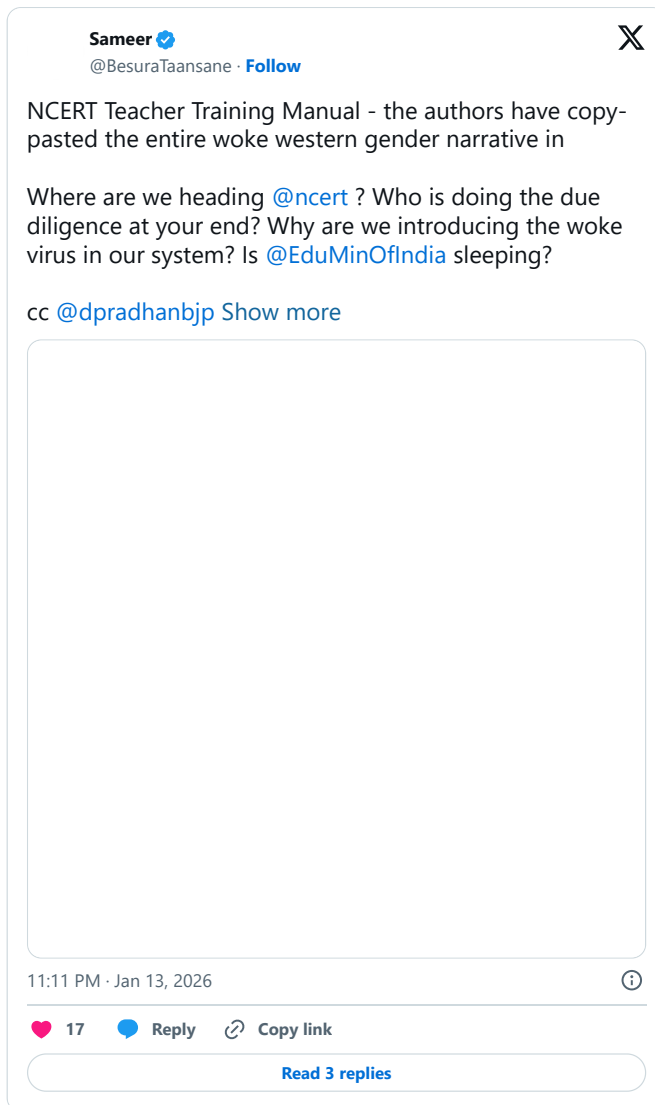 Sameer
@BesuraTaansane · Follow
NCERT Teacher Training Manual - the authors have copy-
pasted the entire woke western gender narrative in
Where are we heading @ncert ? Who is doing the due
diligence at your end? Why are we introducing the woke
virus in our system? Is @EduMinOfIndia sleeping?
cc @dpradhanbjp Show more
11:11 PM · Jan 13, 2026
17 Reply Copy link
Read 3 replies